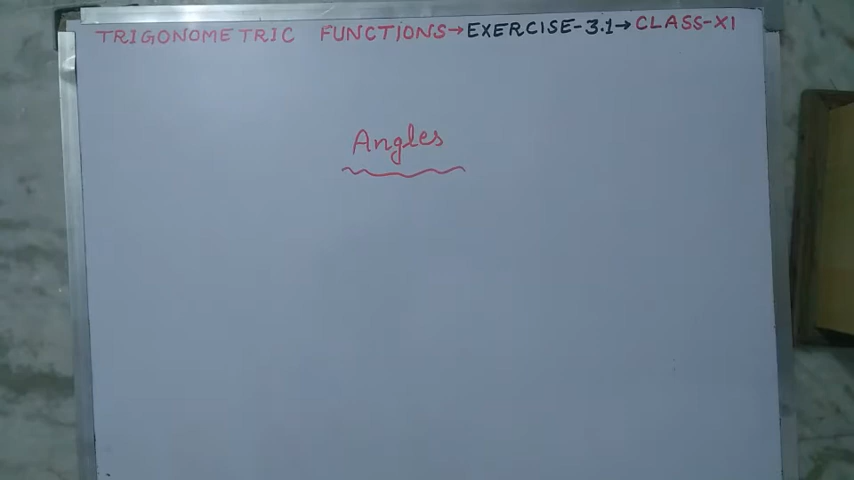 TRIGONOMETRIC FUNCTIONS→EXERCISE-3.1→CLASS-XI
Angles